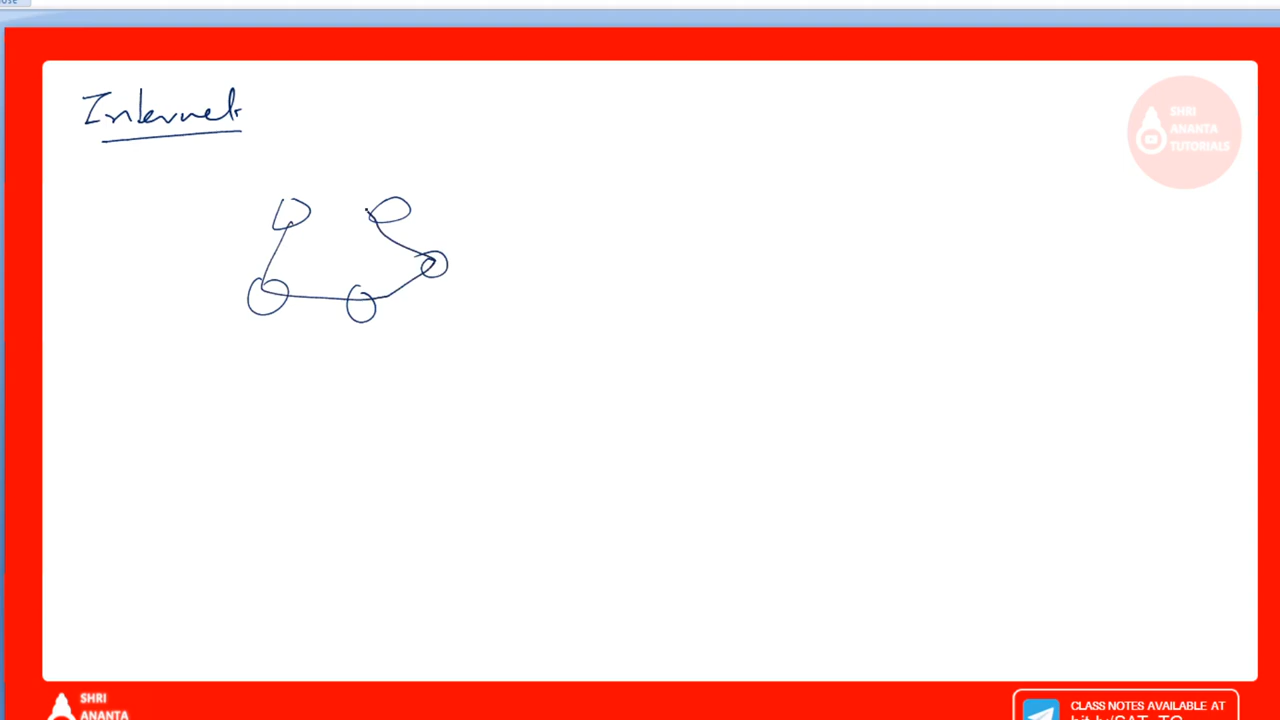 Internet
SHRI
ANANTA
TUTORIALS
SHRI
ANANTA
CLASS NOTES AVAILABLE AT